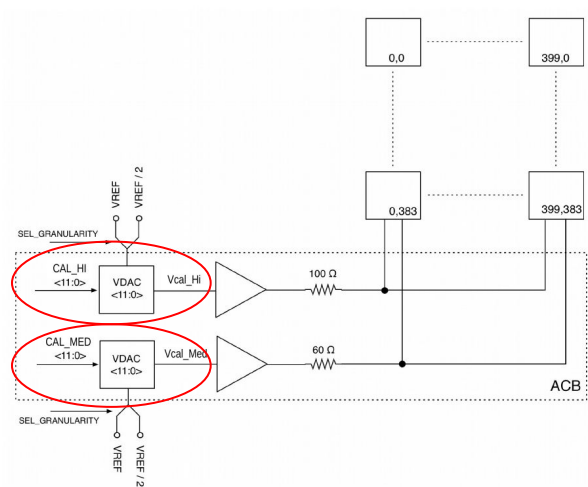 0,0
399,0
0,383
399,383
VREF
VREF / 2
SEL_GRANULARITY
CAL_HI
<11:0>
VDAC
<11:0>
Vcal_Hi
100 Ω
CAL_MED
<11:0>
VDAC
<11:0>
Vcal_Med
60 Ω
ACB
SEL_GRANULARITY
VREF
VREF / 2